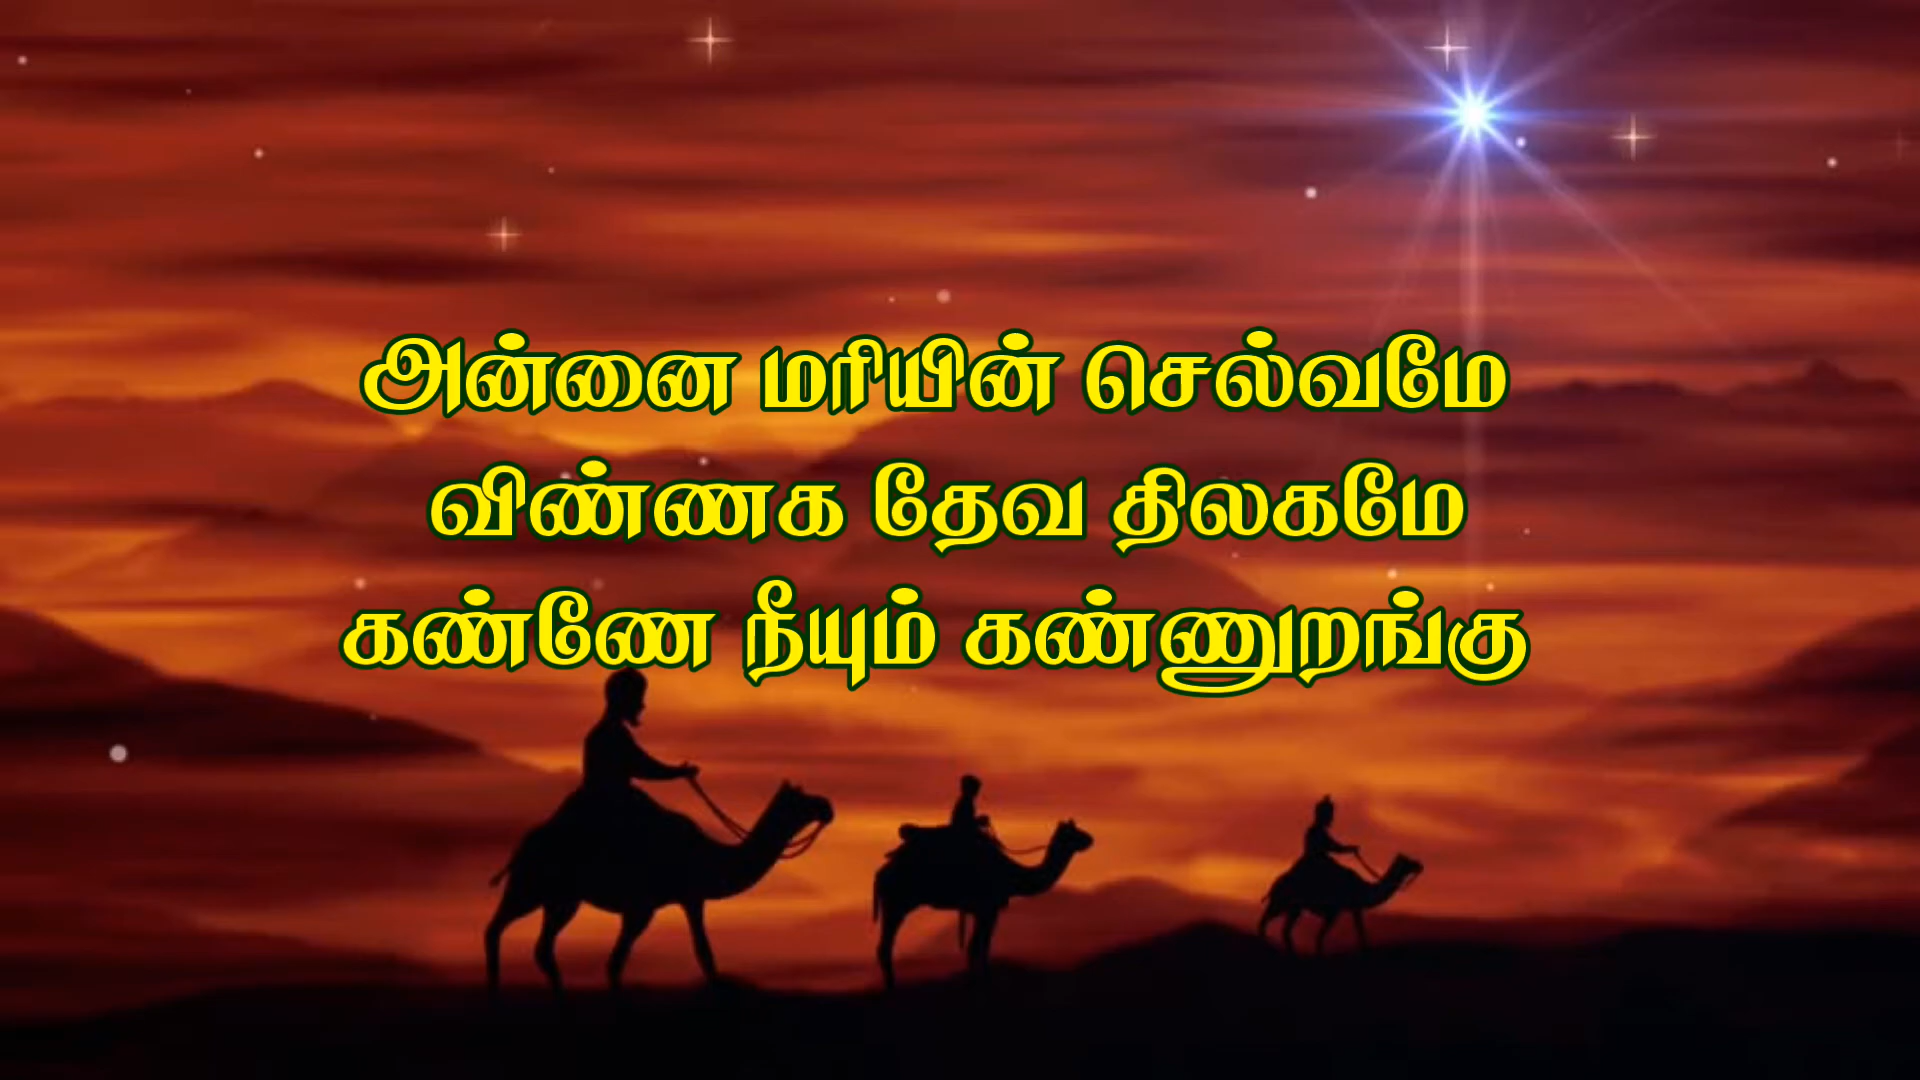 அன்னை மரியின் செல்வமே
விண்ணக தேவ திலகமே
கண்ணே நீயும் கண்ணுறங்கு